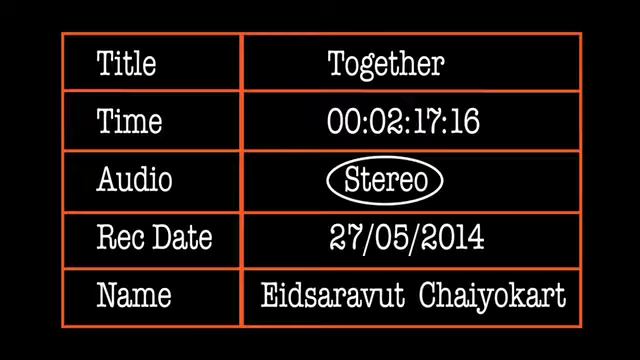 Title Together
Time 00:02:17:16
Audio Stereo
Rec Date 27/05/2014
Name Eidsaravut Chaiyokart